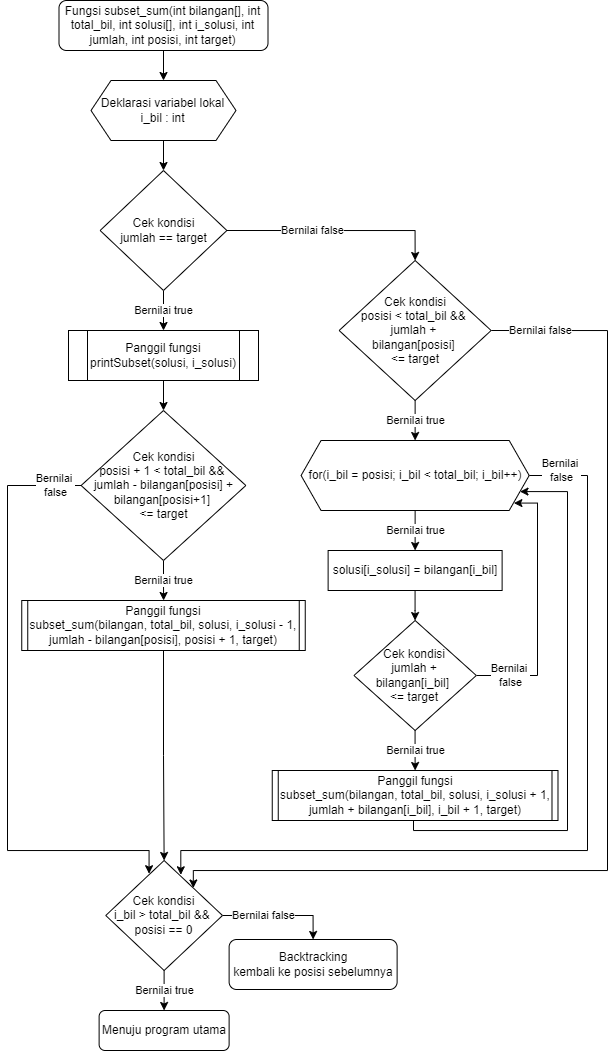 Fungsi subset_sum(int bilangan[], int
total_bil, int solusi[], int i_solusi, int
jumlah, int posisi, int target)
Deklarasi variabel lokal
i_bil : int
Cek kondisi
jumlah == target
Bernilai false
Bernilai true
Cek kondisi
posisi < total_bil &&
jumlah +
bilangan[posisi]
<= target
Bernilai false
Bernilai true
Panggil fungsi
printSubset(solusi, i_solusi)
Cek kondisi
posisi + 1 < total_bil &&
jumlah - bilangan[posisi] +
bilangan[posisi+1]
<= target
Bernilai
false
Bernilai true
for(i_bil = posisi; i_bil < total_bil; i_bil++)
Bernilai
false
Bernilai true
solusi[i_solusi] = bilangan[i_bil]
Panggil fungsi
subset_sum(bilangan, total_bil, solusi, i_solusi - 1,
jumlah - bilangan[posisi], posisi + 1, target)
Cek kondisi
jumlah +
bilangan[i_bil]
<= target
Bernilai
false
Bernilai true
Panggil fungsi
subset_sum(bilangan, total_bil, solusi, i_solusi + 1,
jumlah + bilangan[i_bil], i_bil + 1, target)
Cek kondisi
i_bil > total_bil &&
posisi == 0
Bernilai false
Backtracking
kembali ke posisi sebelumnya
Bernilai true
Menuju program utama